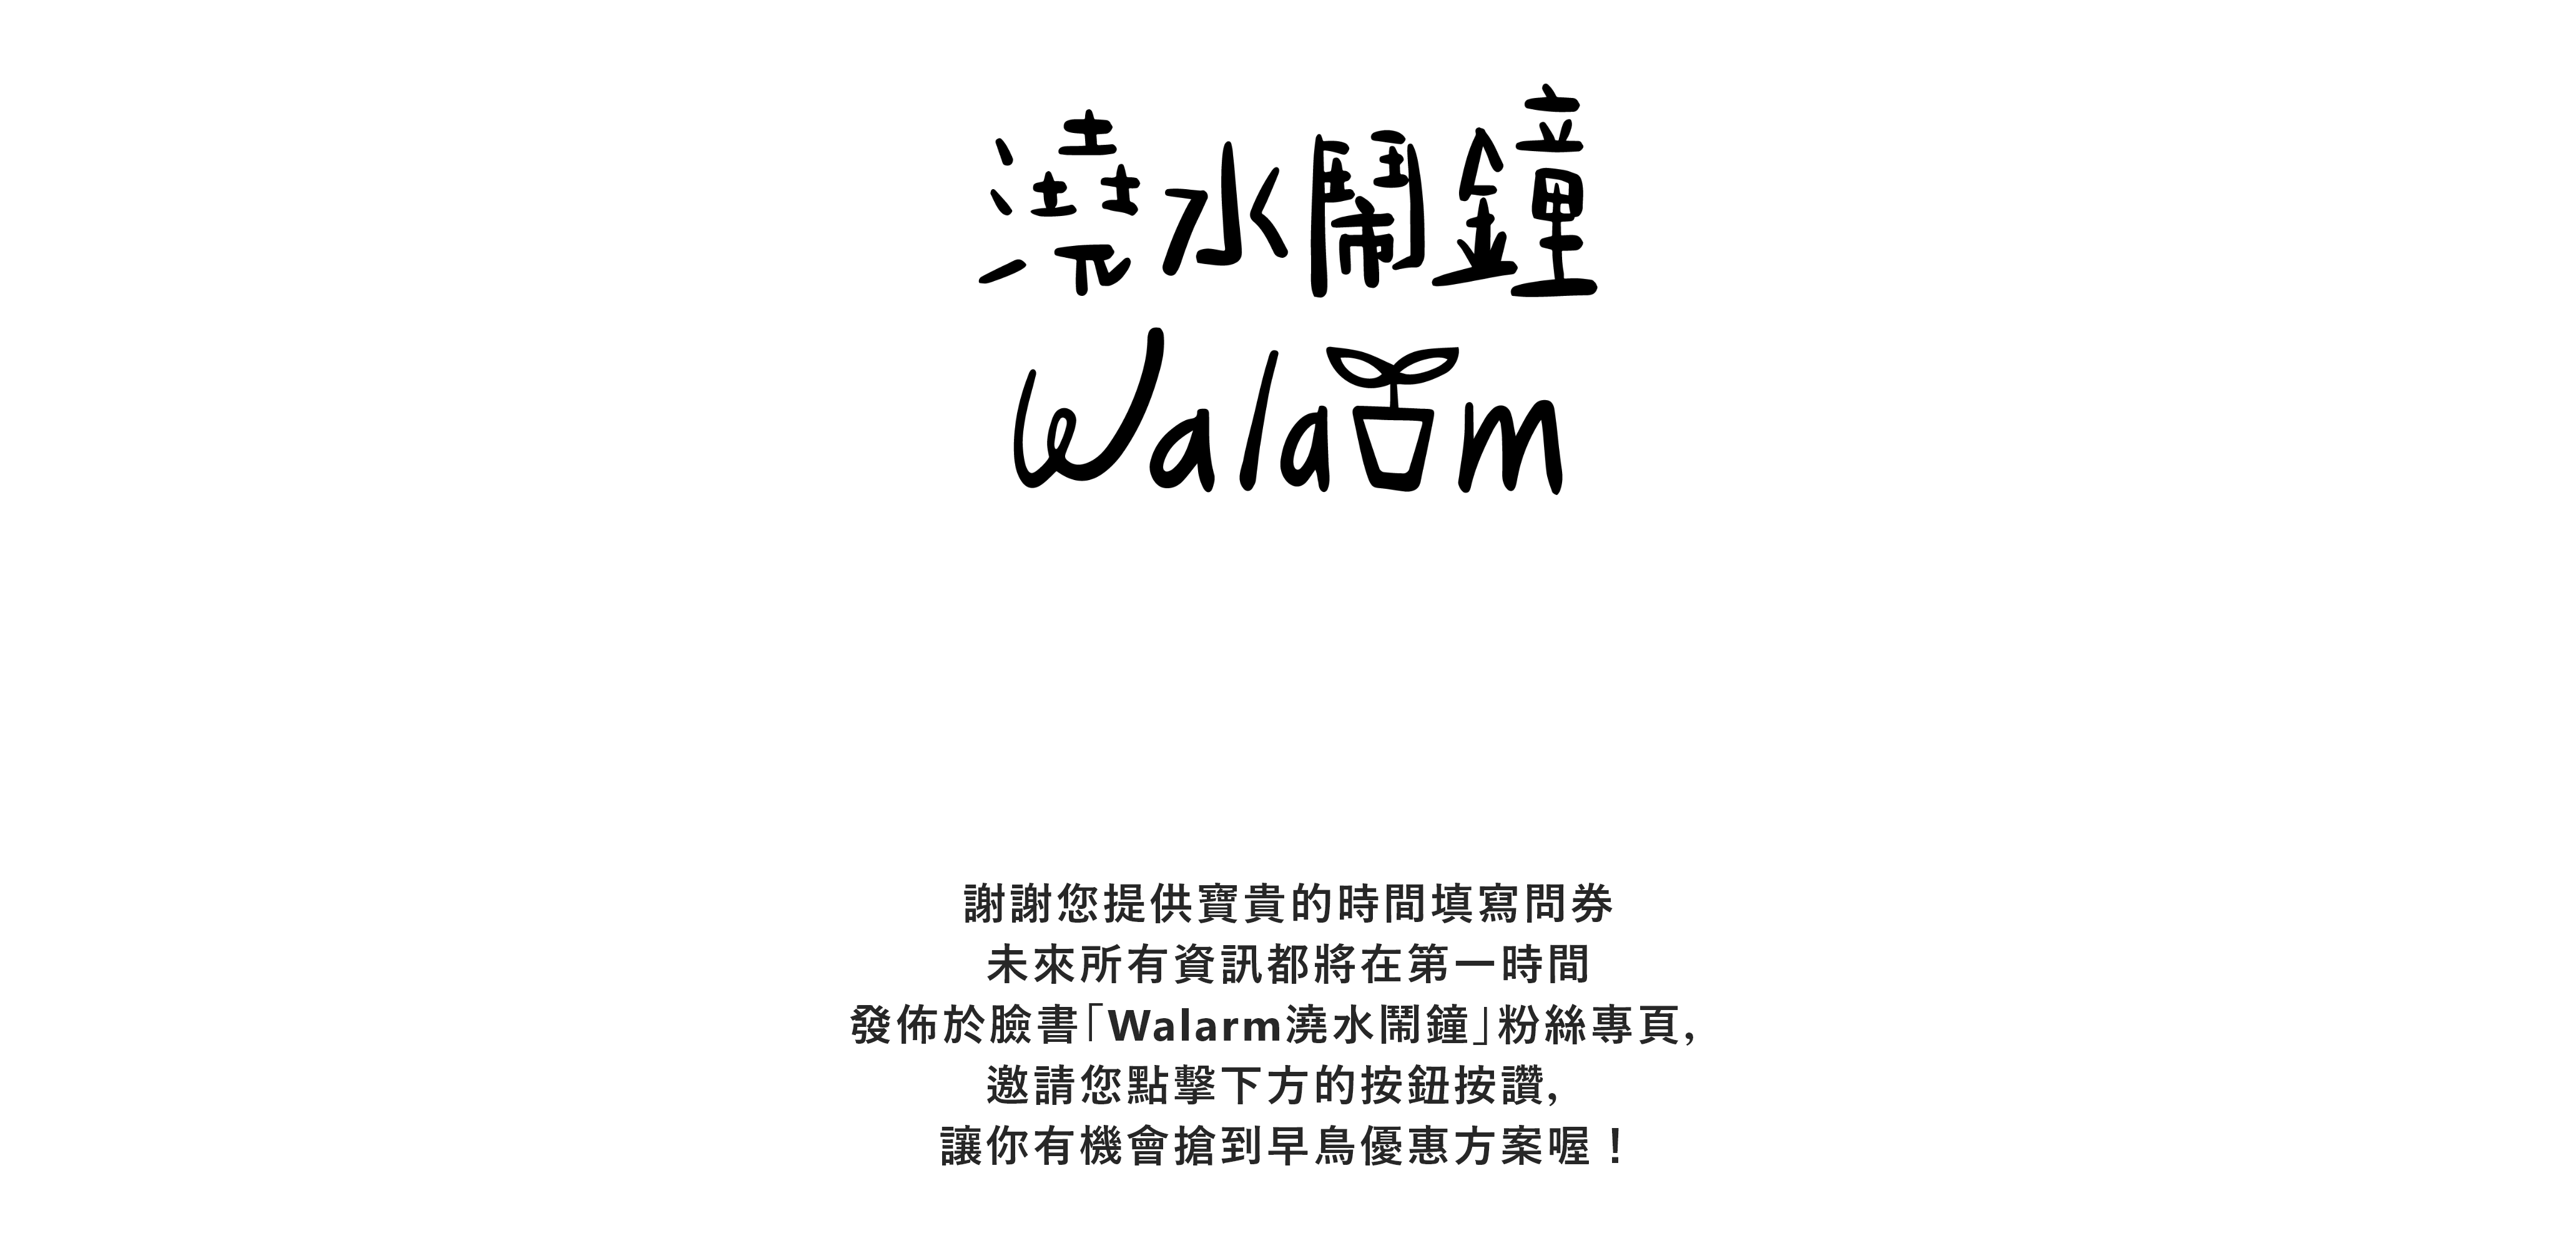 澆水鬧鐘
Walarm
謝謝您提供寶貴的時間填寫問券
未來所有資訊都將在第一時間
發佈於臉書「Walarm澆水鬧鐘」粉絲專頁,
邀請您點擊下方的按鈕按讚,
讓你有機會搶到早鳥優惠方案喔！